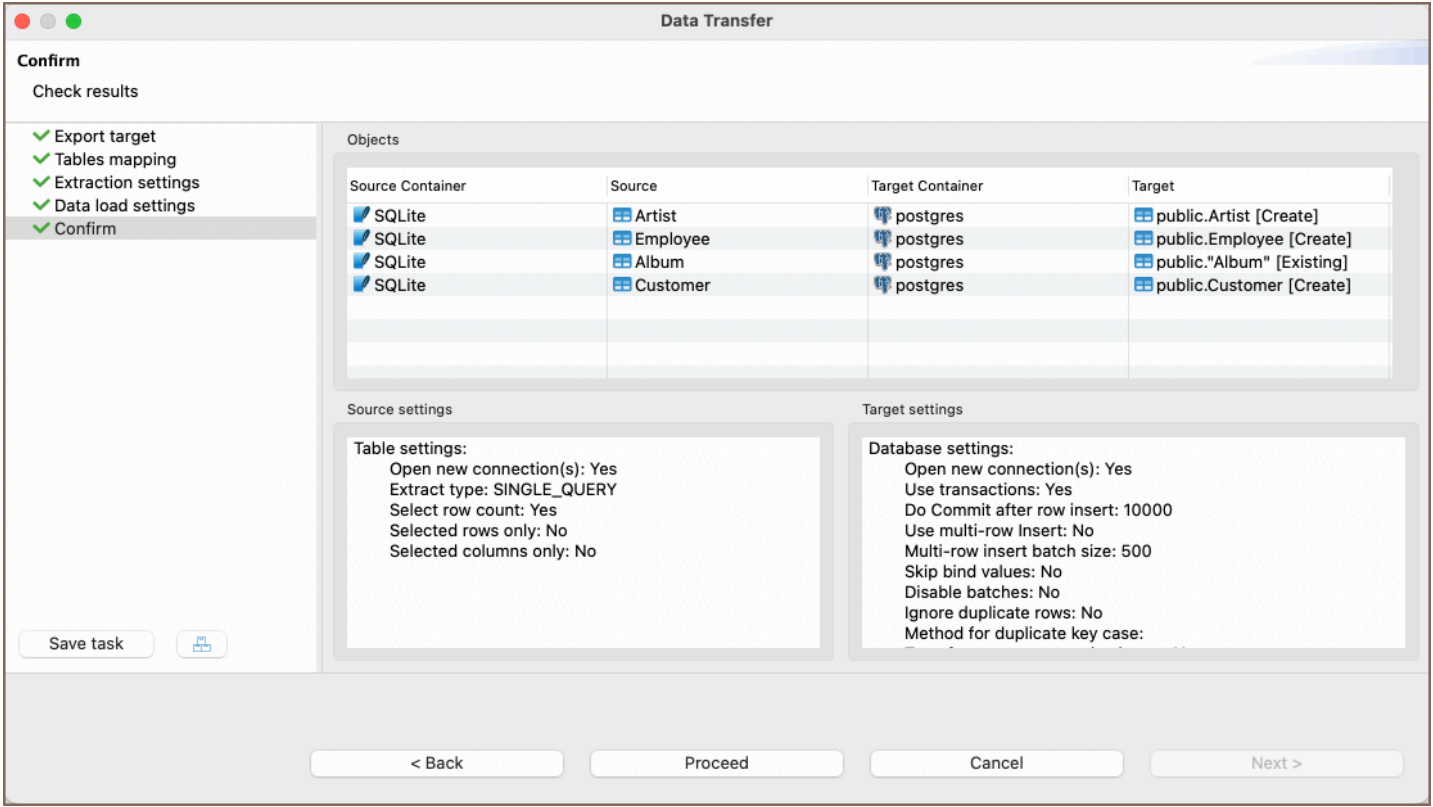 Data Transfer
Confirm
Check results
Export target
Tables mapping
Extraction settings
Data load settings
Confirm
Objects
Source Container Source Target Container Target
SQLite Artist postgres public.Artist [Create]
SQLite Employee postgres public.Employee [Create]
SQLite Album postgres public."Album" [Existing]
SQLite Customer postgres public.Customer [Create]
Source settings
Table settings:
Open new connection(s): Yes
Extract type: SINGLE_QUERY
Select row count: Yes
Selected rows only: No
Selected columns only: No
Target settings
Database settings:
Open new connection(s): Yes
Use transactions: Yes
Do Commit after row insert: 10000
Use multi-row Insert: No
Multi-row insert batch size: 500
Skip bind values: No
Disable batches: No
Ignore duplicate rows: No
Method for duplicate key case:
Save task
< Back Proceed Cancel Next >